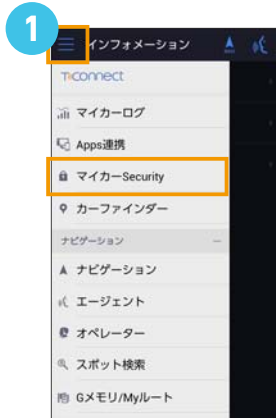 1
インフォメーション
T-Connect
マイカーログ
Apps連携
マイカーSecurity
カーファインダー
ナビゲーション
ナビゲーション
エージェント
オペレーター
スポット検索
Gメモリ/Myルート